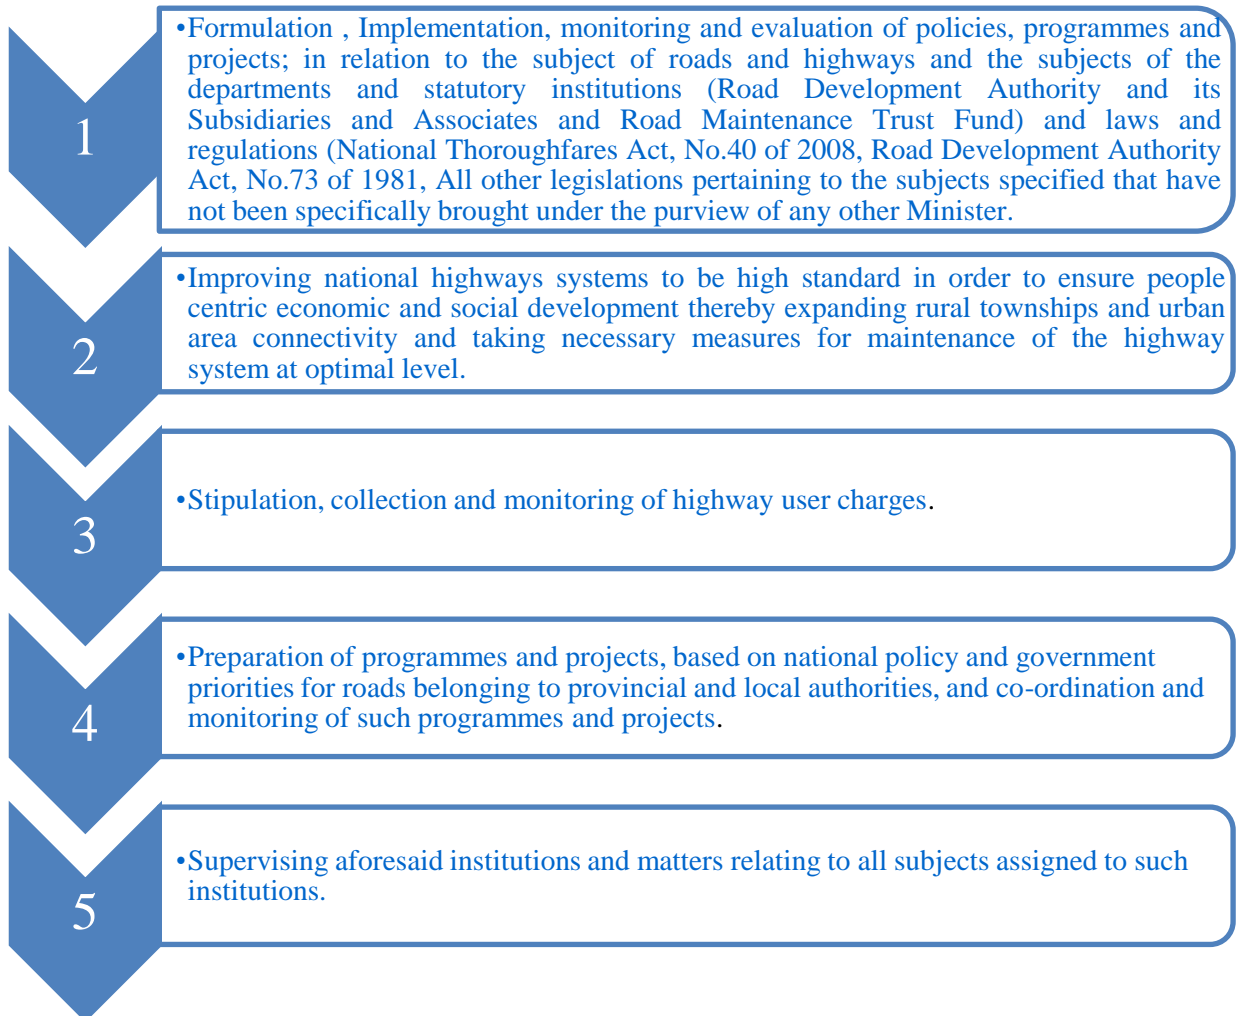 1
•Formulation , Implementation, monitoring and evaluation of policies, programmes and
projects; in relation to the subject of roads and highways and the subjects of the
departments and statutory institutions (Road Development Authority and its
Subsidiaries and Associates and Road Maintenance Trust Fund) and laws and
regulations (National Thoroughfares Act, No.40 of 2008, Road Development Authority
Act, No.73 of 1981, All other legislations pertaining to the subjects specified that have
not been specifically brought under the purview of any other Minister.
2
•Improving national highways systems to be high standard in order to ensure people
centric economic and social development thereby expanding rural townships and urban
area connectivity and taking necessary measures for maintenance of the highway
system at optimal level.
3
•Stipulation, collection and monitoring of highway user charges.
4
•Preparation of programmes and projects, based on national policy and government
priorities for roads belonging to provincial and local authorities, and co-ordination and
monitoring of such programmes and projects.
5
•Supervising aforesaid institutions and matters relating to all subjects assigned to such
institutions.